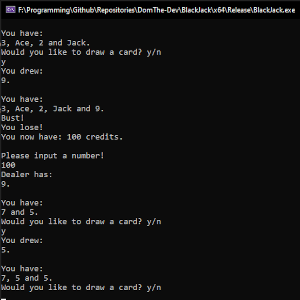 F:\Programming\Github\Repositories\DomThe-Dev\BlackJack\x64\Release\BlackJack.exe
You have:
3, Ace, 2 and Jack.
Would you like to draw a card? y/n
y
You drew:
9.
You have:
3, Ace, 2, Jack and 9.
Bust!
You lose!
You now have: 100 credits.
Please input a number!
100
Dealer has:
9.
You have:
7 and 5.
Would you like to draw a card? y/n
y
You drew:
5.
You have:
7, 5 and 5.
Would you like to draw a card? y/n